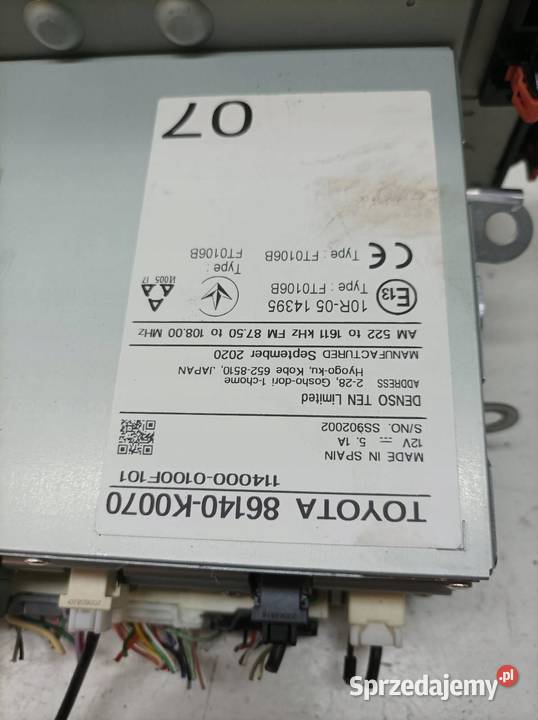 TOYOTA 86140-K0070
114000-0100F101
MADE IN SPAIN
12V ⎓ 5.1A
S/NO. SS902002
DENSO TEN Limited
ADDRESS 2-28, Gosho-dori 1-chome
Hyogo-ku, Kobe 652-8510, JAPAN
MANUFACTURED September 2020
AM 522 to 1611 kHz FM 87.50 to 108.00 MHz
E13
10R-05 14395
Type : FT0106B
CE
Type : FT0106B
Type :
FT0106B
И005 17
07
Sprzedajemy.pl